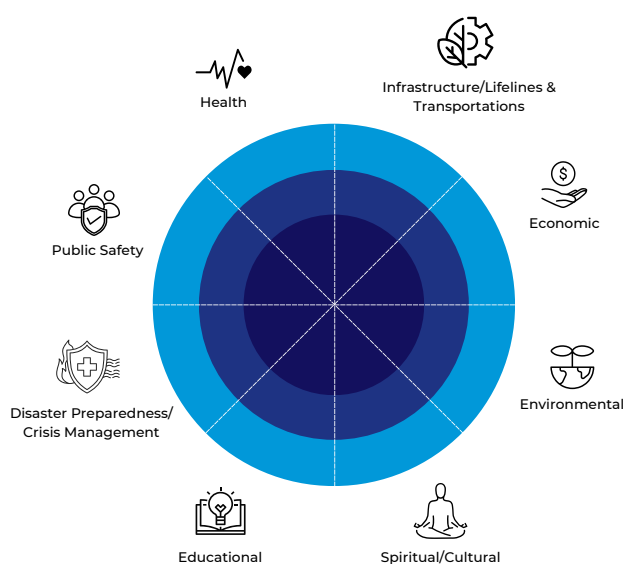 Infrastructure/Lifelines &
Transportations
Health
$
Economic
Public Safety
Environmental
Disaster Preparedness/
Crisis Management
Educational
Spiritual/Cultural